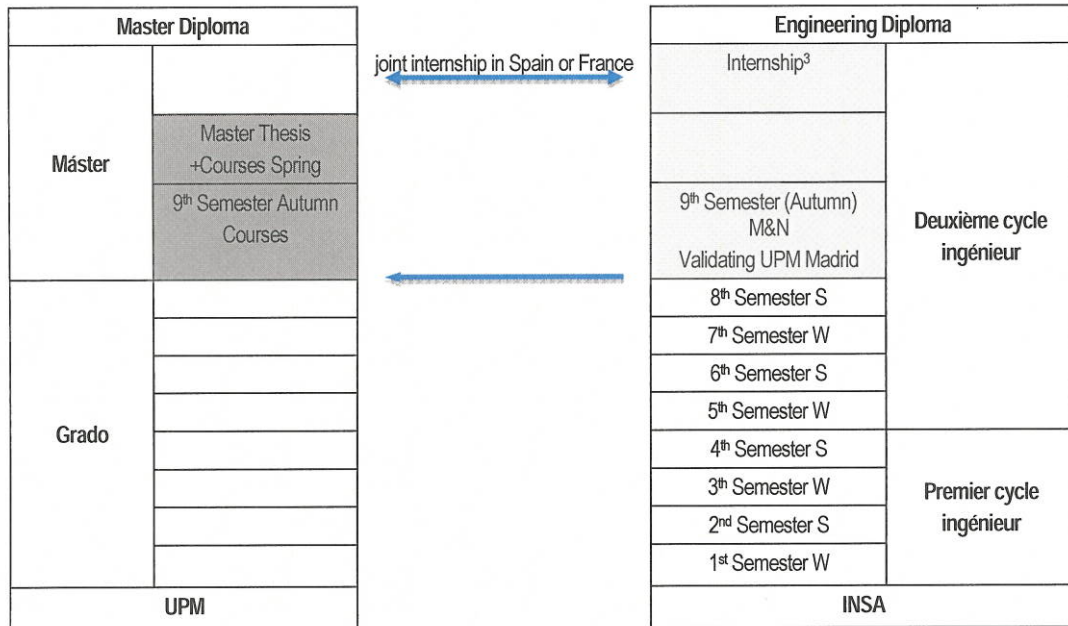 Master Diploma
Máster
Master Thesis
+Courses Spring
9th Semester Autumn
Courses
Grado
UPM
joint internship in Spain or France
Engineering Diploma
Internship³
9th Semester (Autumn)
M&N
Validating UPM Madrid
Deuxième cycle
ingénieur
8th Semester S
7th Semester W
6th Semester S
5th Semester W
4th Semester S
3th Semester W
2nd Semester S
1st Semester W
Premier cycle
ingénieur
INSA